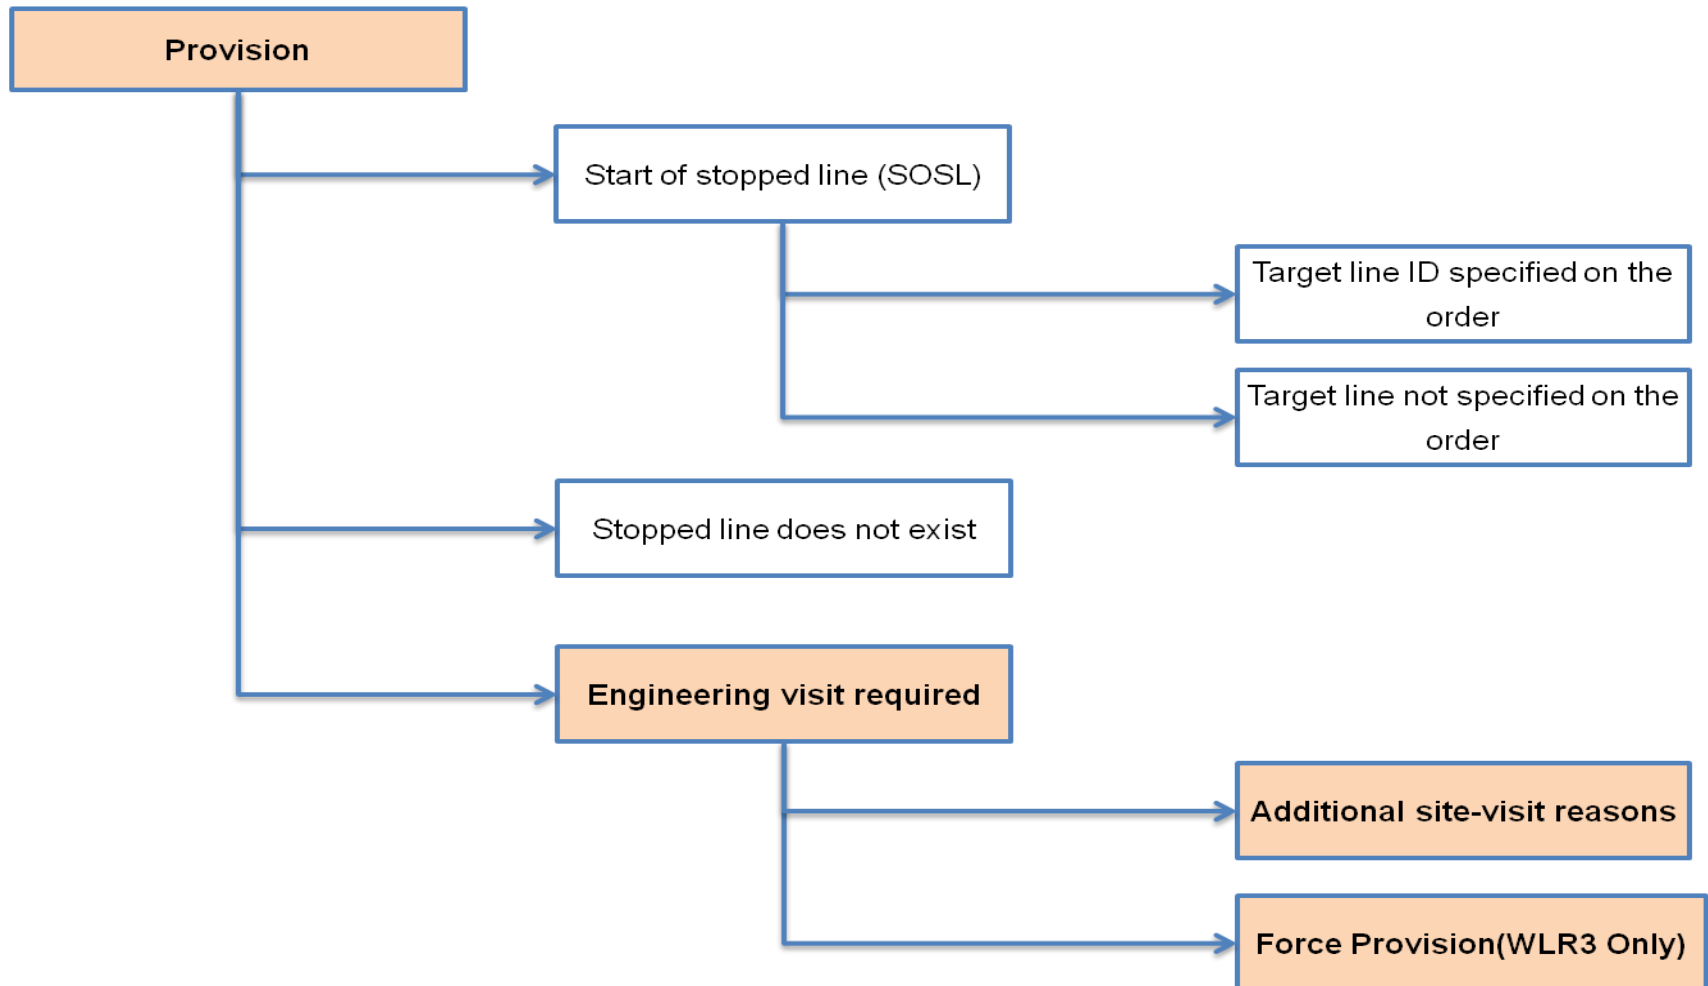 Provision
Start of stopped line (SOSL)
Target line ID specified on the
order
Target line not specified on the
order
Stopped line does not exist
Engineering visit required
Additional site-visit reasons
Force Provision(WLR3 Only)